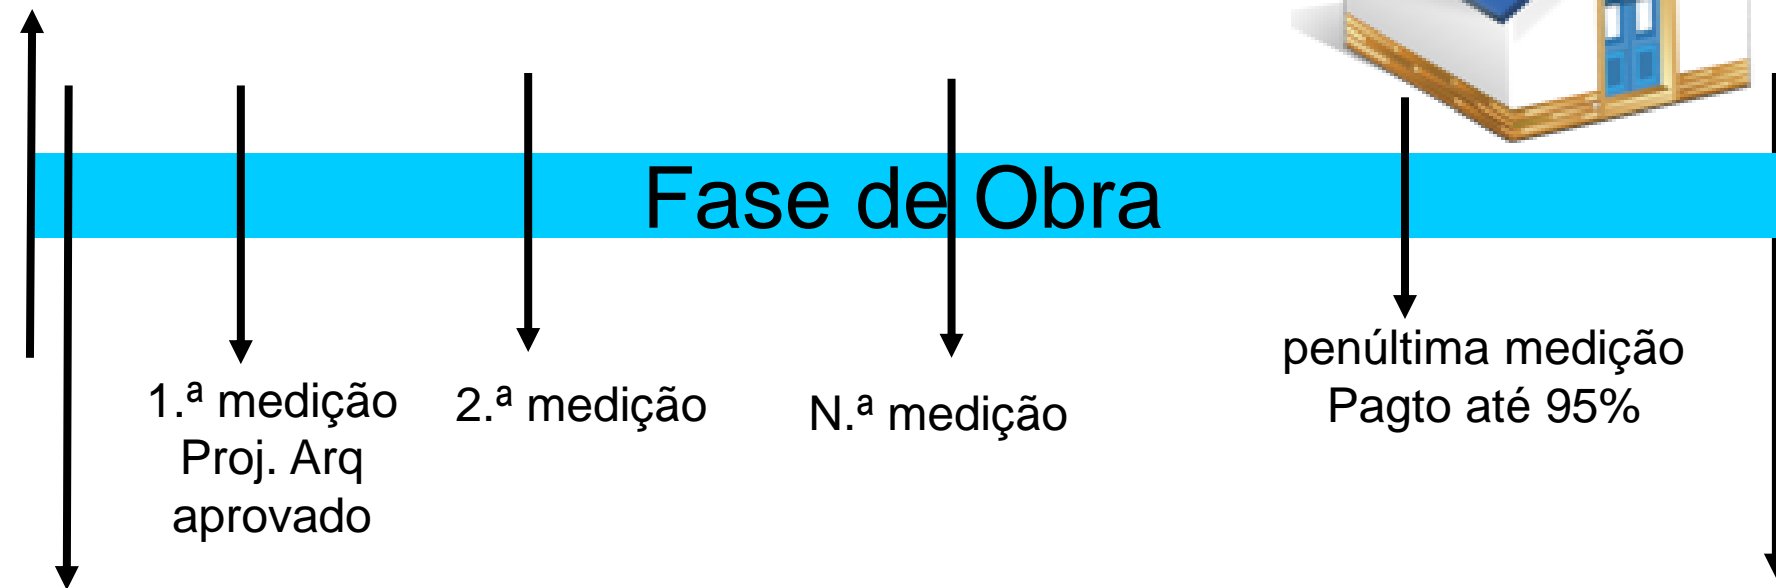 Fase de Obra
1.ª medição
Proj. Arq
aprovado
2.ª medição
N.ª medição
penúltima medição
Pagto até 95%